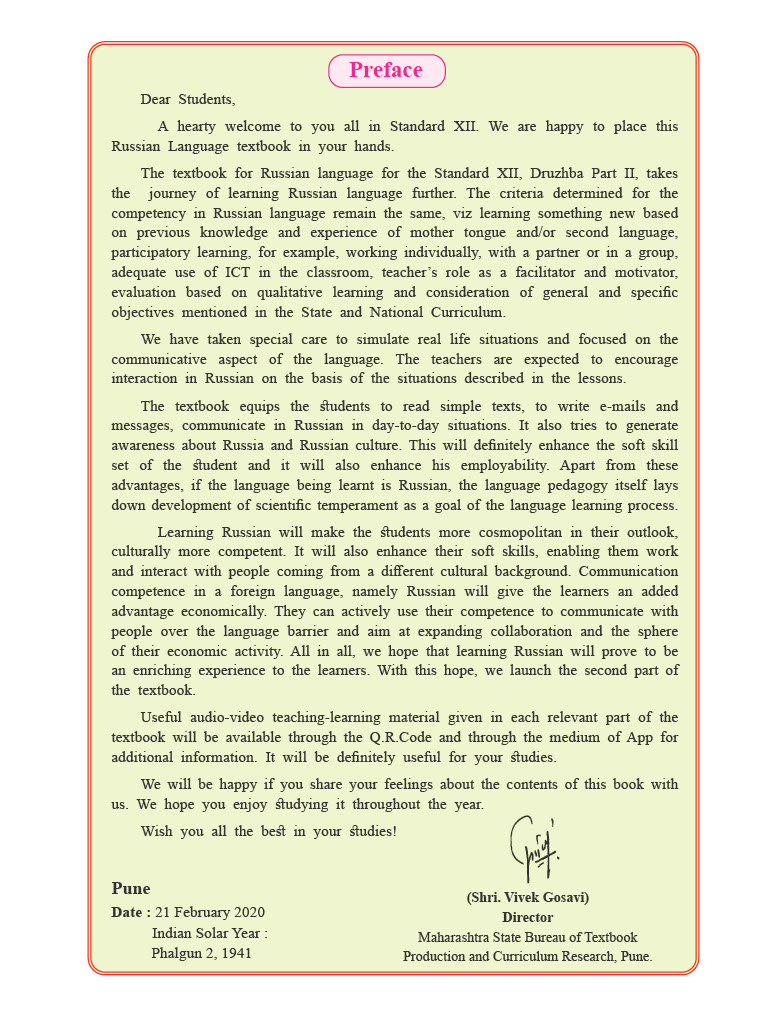 Preface
Dear Students,
A hearty welcome to you all in Standard XII. We are happy to place this
Russian Language textbook in your hands.
The textbook for Russian language for the Standard XII, Druzhba Part II, takes
the journey of learning Russian language further. The criteria determined for the
competency in Russian language remain the same, viz learning something new based
on previous knowledge and experience of mother tongue and/or second language,
participatory learning, for example, working individually, with a partner or in a group,
adequate use of ICT in the classroom, teacher's role as a facilitator and motivator,
evaluation based on qualitative learning and consideration of general and specific
objectives mentioned in the State and National Curriculum.
We have taken special care to simulate real life situations and focused on the
communicative aspect of the language. The teachers are expected to encourage
interaction in Russian on the basis of the situations described in the lessons.
The textbook equips the students to read simple texts, to write e-mails and
messages, communicate in Russian in day-to-day situations. It also tries to generate
awareness about Russia and Russian culture. This will definitely enhance the soft skill
set of the student and it will also enhance his employability. Apart from these
advantages, if the language being learnt is Russian, the language pedagogy itself lays
down development of scientific temperament as a goal of the language learning process.
Learning Russian will make the students more cosmopolitan in their outlook,
culturally more competent. It will also enhance their soft skills, enabling them work
and interact with people coming from a different cultural background. Communication
competence in a foreign language, namely Russian will give the learners an added
advantage economically. They can actively use their competence to communicate with
people over the language barrier and aim at expanding collaboration and the sphere
of their economic activity. All in all, we hope that learning Russian will prove to be
an enriching experience to the learners. With this hope, we launch the second part of
the textbook.
Useful audio-video teaching-learning material given in each relevant part of the
textbook will be available through the Q.R.Code and through the medium of App for
additional information. It will be definitely useful for your studies.
We will be happy if you share your feelings about the contents of this book with
us. We hope you enjoy studying it throughout the year.
Wish you all the best in your studies!
Pune
Date : 21 February 2020
Indian Solar Year :
Phalgun 2, 1941
(Shri. Vivek Gosavi)
Director
Maharashtra State Bureau of Textbook
Production and Curriculum Research, Pune.